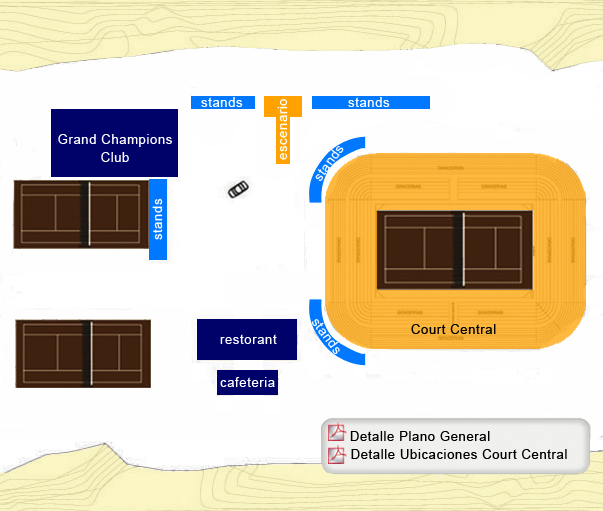 stands
stands
escenario
Grand Champions
Club
stands
stands
Court Central
stands
restorant
cafeteria
Detalle Plano General
Detalle Ubicaciones Court Central